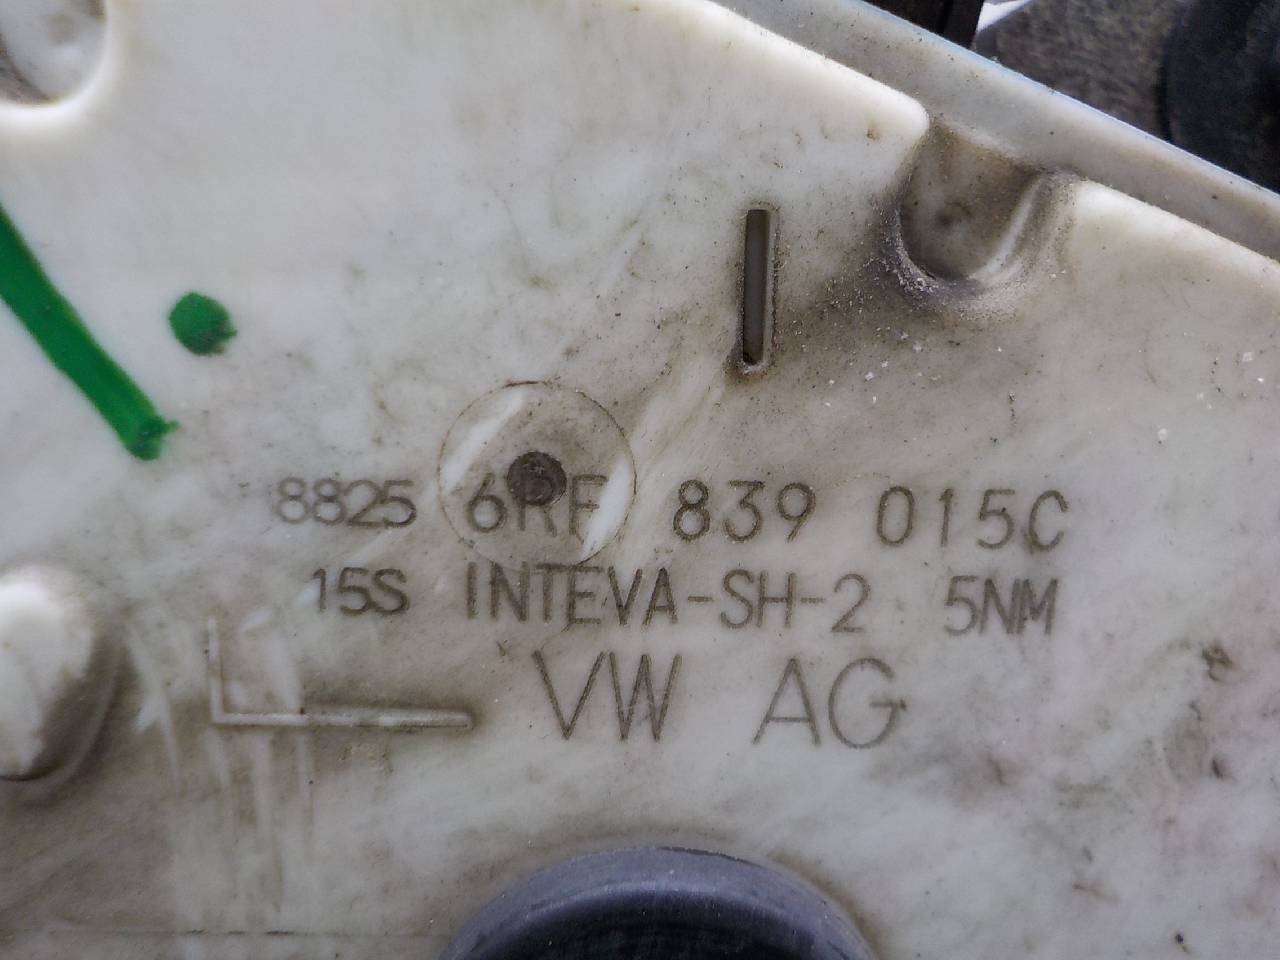 8825 6RF 839 015C
15S INTEVA-SH-2 5NM
VW AG